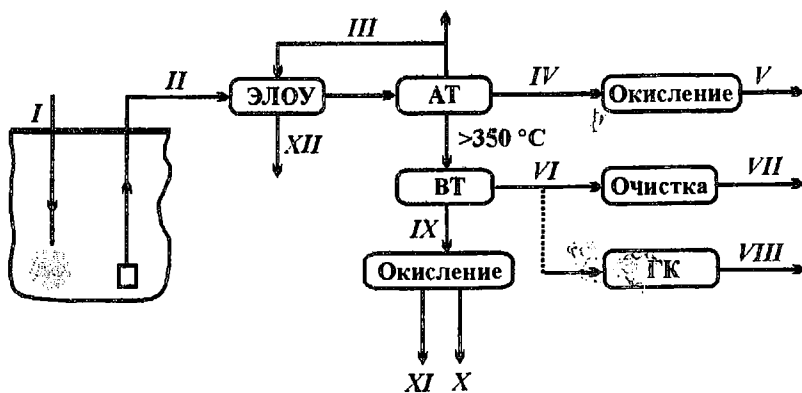 III
I
II
ЭЛОУ
АТ
IV
Окисление
V
XII
>350 °C
ВТ
VI
Очистка
VII
IX
Окисление
ГК
VIII
XI
X